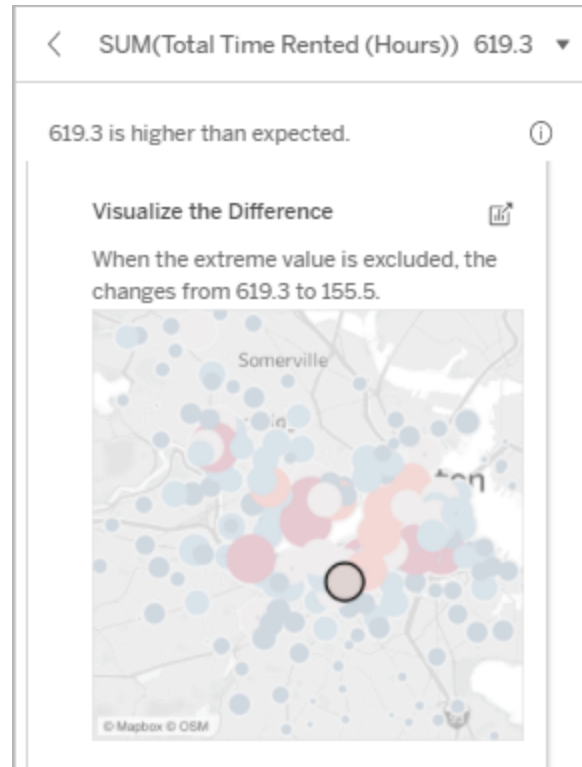 SUM(Total Time Rented (Hours)) 619.3
619.3 is higher than expected.
Visualize the Difference
When the extreme value is excluded, the
changes from 619.3 to 155.5.
Somerville
ton
© Mapbox © OSM